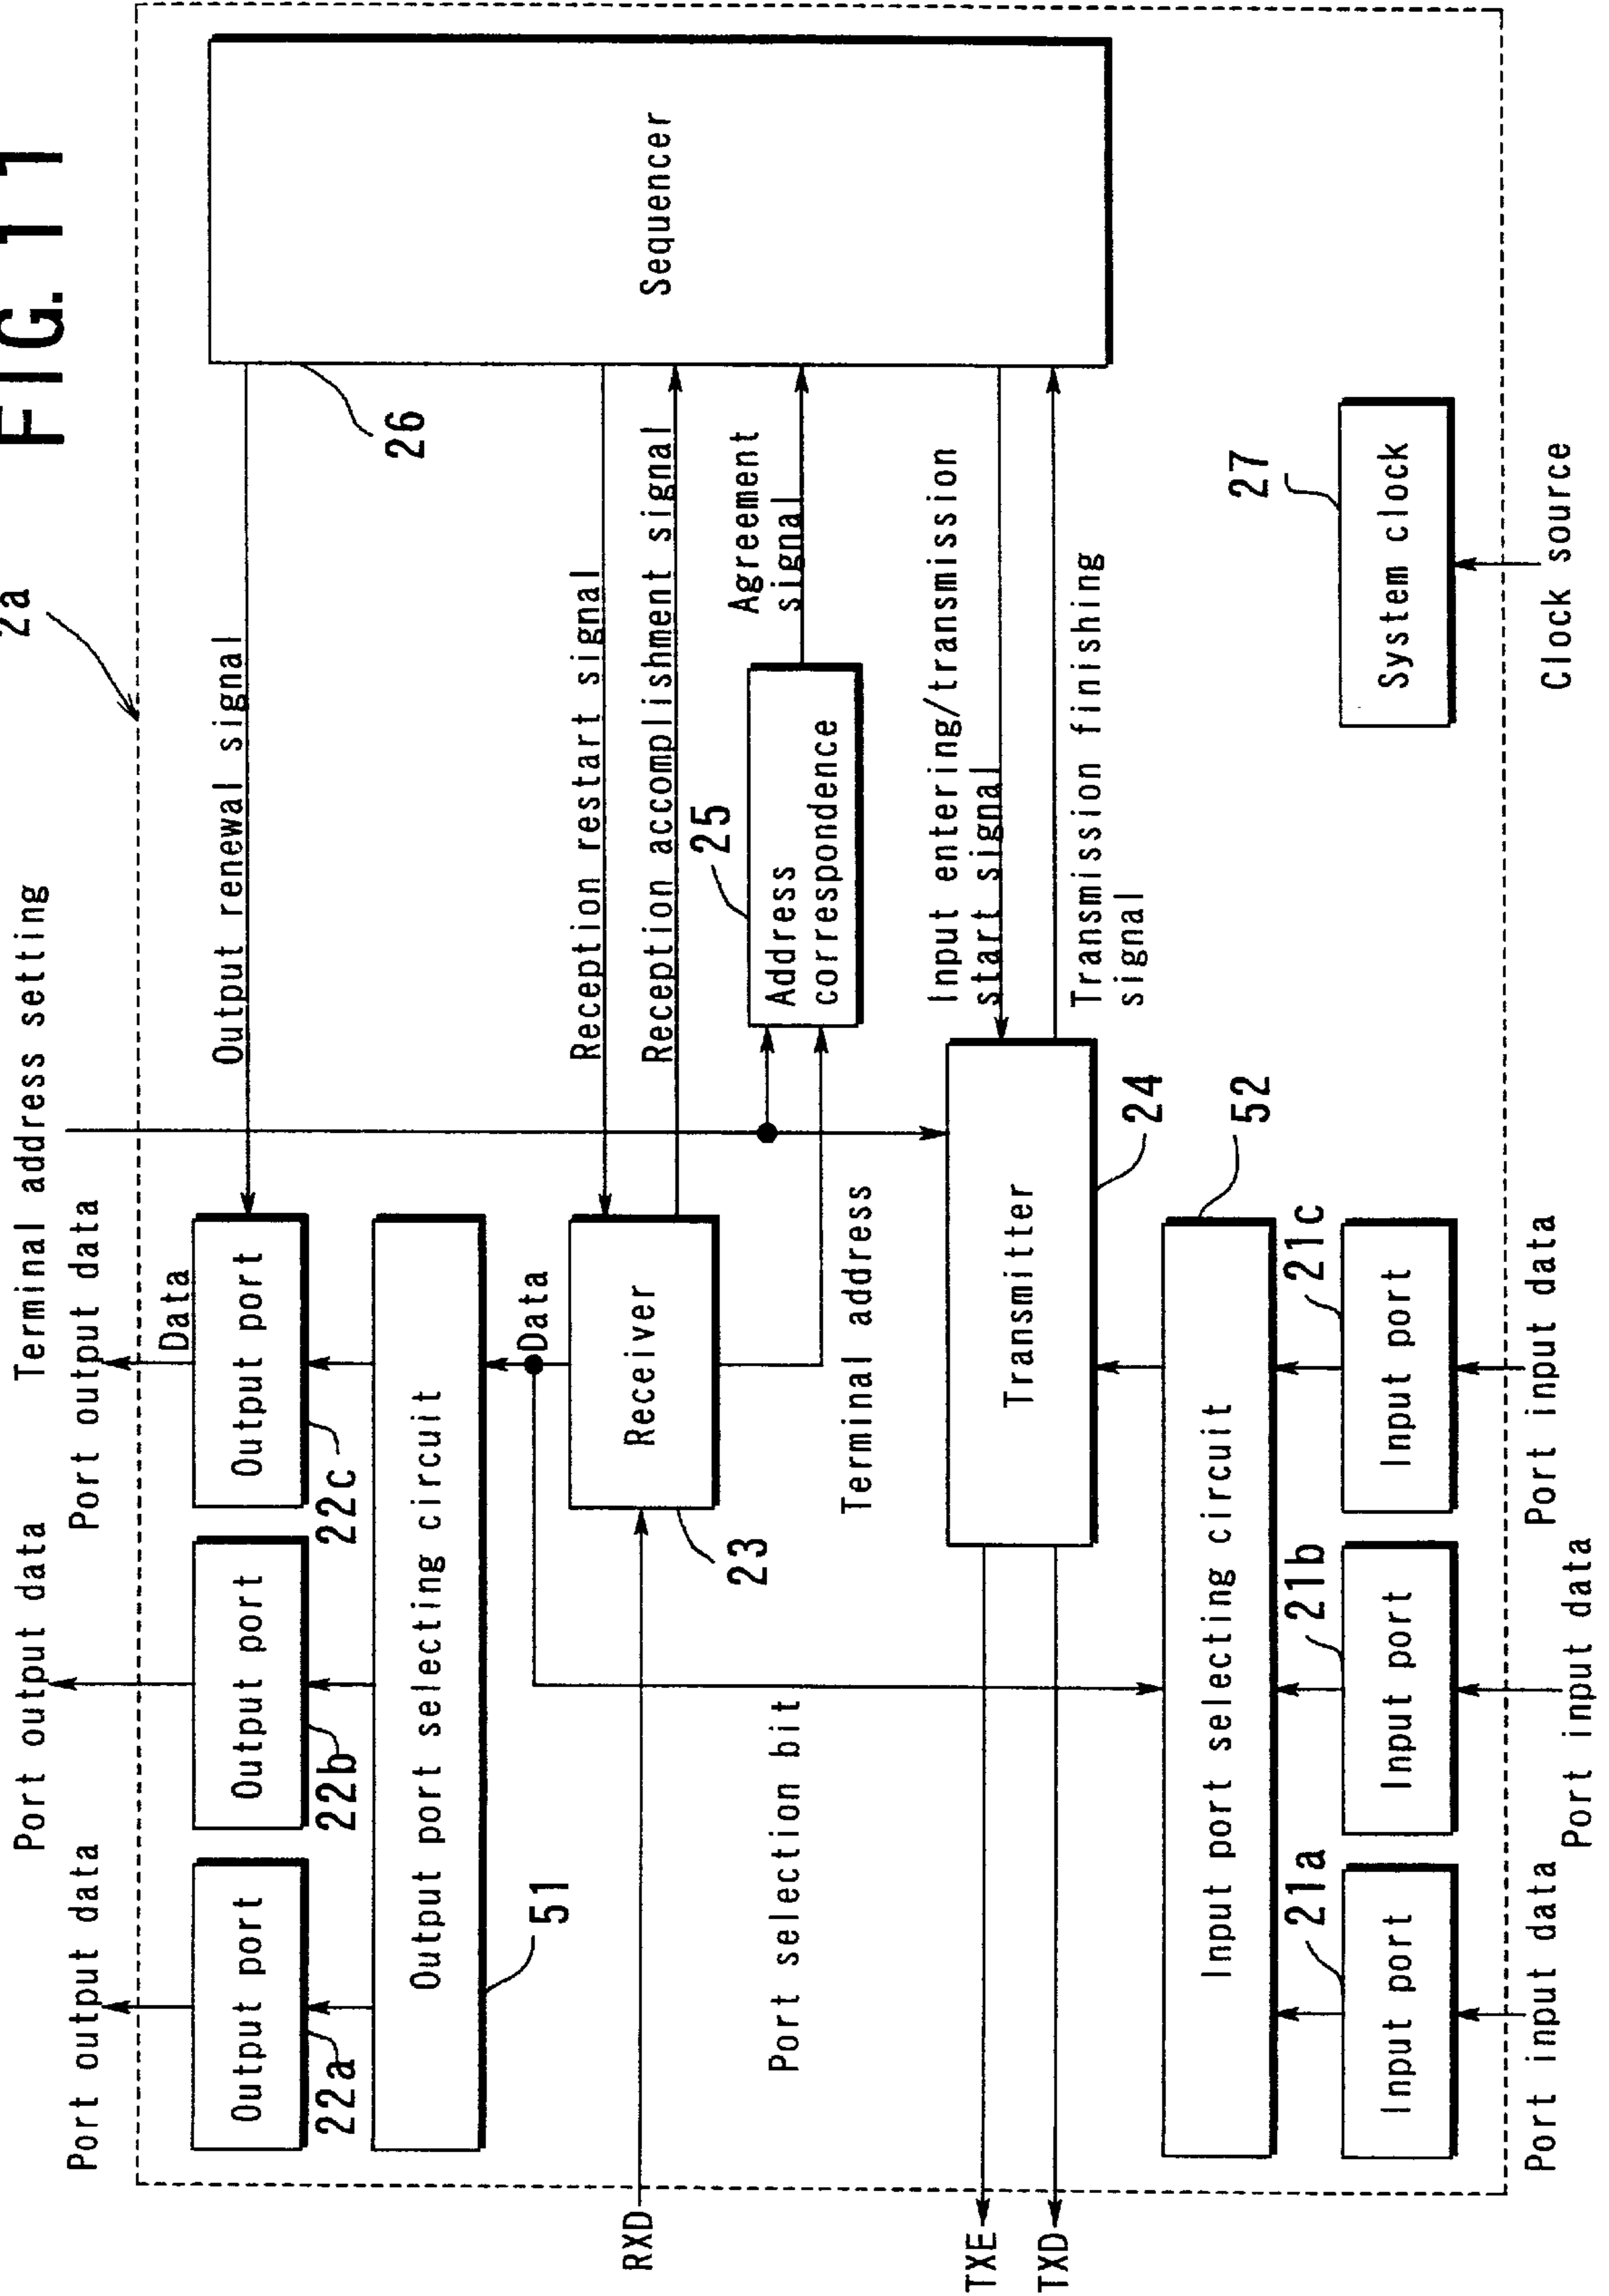 FIG. 11
2a
Terminal address setting
Port output data
Port output data
Port output data
Data
Output renewal signal
Output port
Output port
Output port
22a
22b
22c
26
Sequencer
Output port selecting circuit
51
Data
Reception restart signal
Reception accomplishment signal
RXD
Receiver
23
25
Agreement
signal
Address
correspondence
Terminal address
Port selection bit
Input entering/transmission
start signal
TXE
TXD
Transmitter
24
Transmission finishing
signal
52
Input port selecting circuit
27
21a
21b
21c
Input port
Input port
Input port
System clock
Port input data
Port input data
Port input data
Clock source